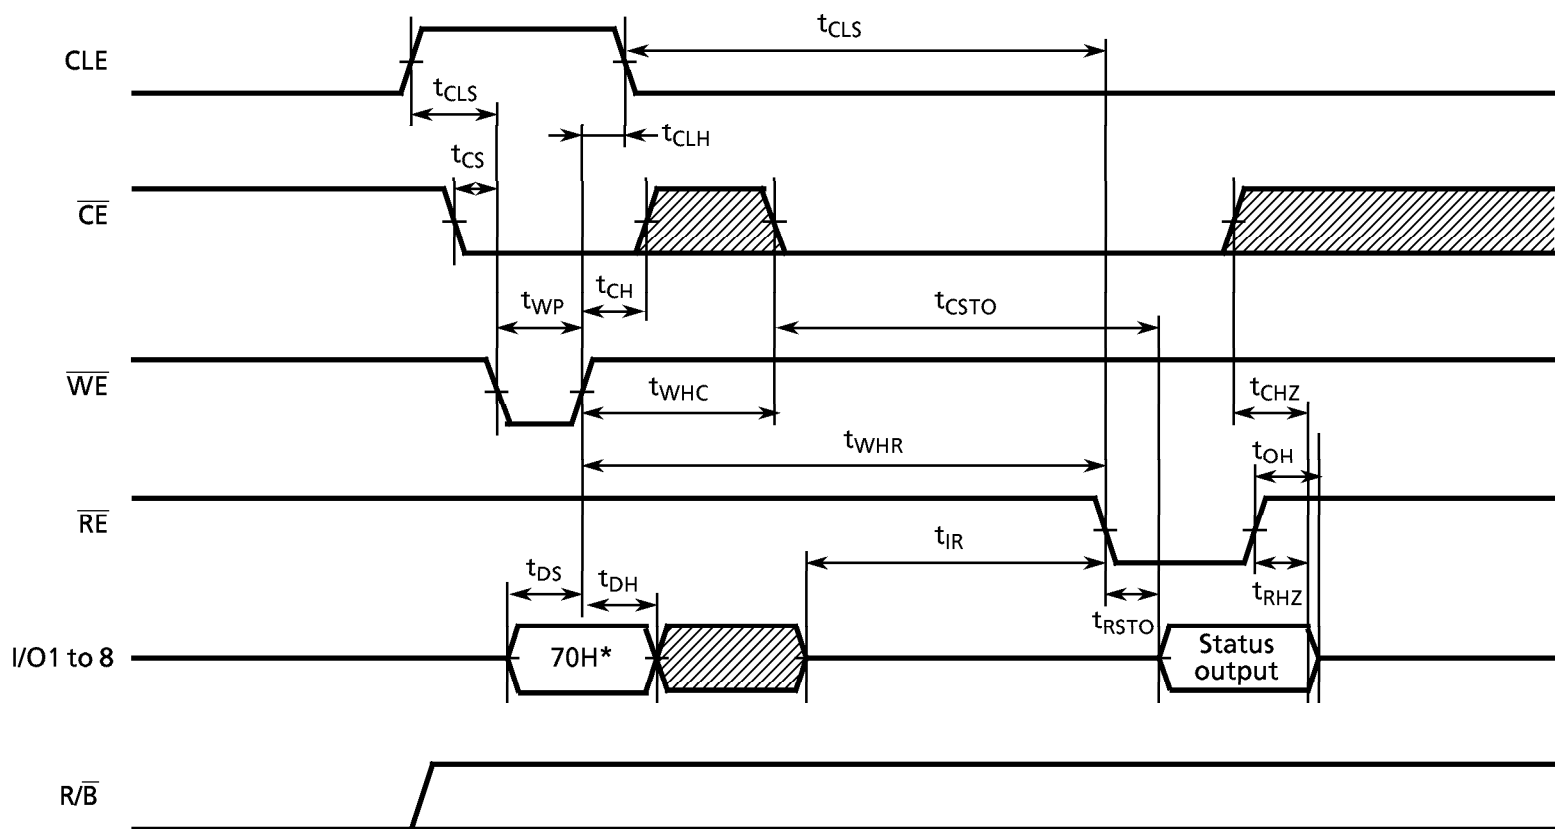 tCLS
CLE
tCLS
tCLH
tCS
CE
tCH
tWP
tCSTO
WE
tWHC
tCHZ
tWHR
tOH
RE
tIR
tDS
tDH
tRHZ
tRSTO
I/O1 to 8
70H*
Status
output
R/B